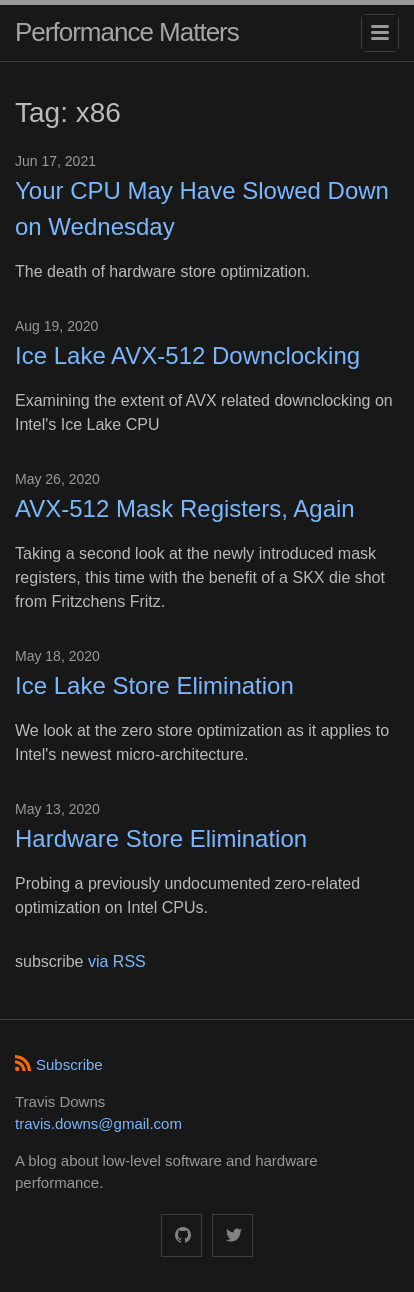 Performance Matters
Tag: x86
Jun 17, 2021
Your CPU May Have Slowed Down
on Wednesday
The death of hardware store optimization.
Aug 19, 2020
Ice Lake AVX-512 Downclocking
Examining the extent of AVX related downclocking on
Intel's Ice Lake CPU
May 26, 2020
AVX-512 Mask Registers, Again
Taking a second look at the newly introduced mask
registers, this time with the benefit of a SKX die shot
from Fritzchens Fritz.
May 18, 2020
Ice Lake Store Elimination
We look at the zero store optimization as it applies to
Intel's newest micro-architecture.
May 13, 2020
Hardware Store Elimination
Probing a previously undocumented zero-related
optimization on Intel CPUs.
subscribe via RSS
Subscribe
Travis Downs
travis.downs@gmail.com
A blog about low-level software and hardware
performance.